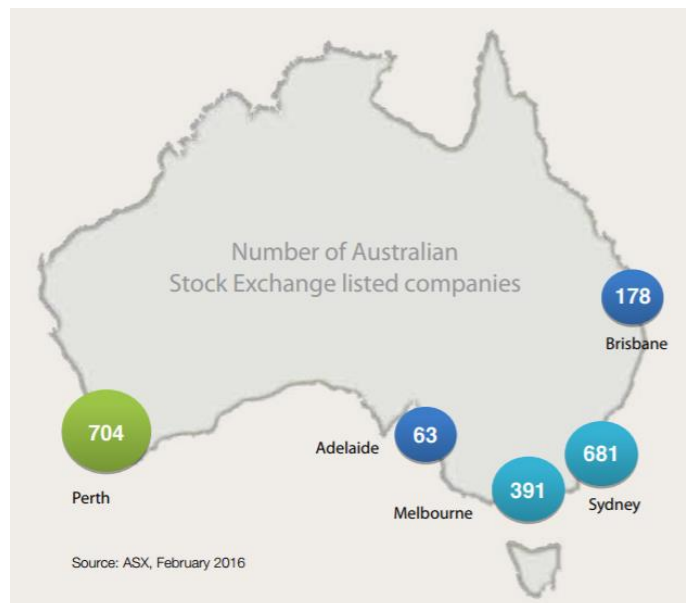 Number of Australian
Stock Exchange listed companies
178
Brisbane
704
Perth
Adelaide
63
681
Sydney
391
Melbourne
Source: ASX, February 2016